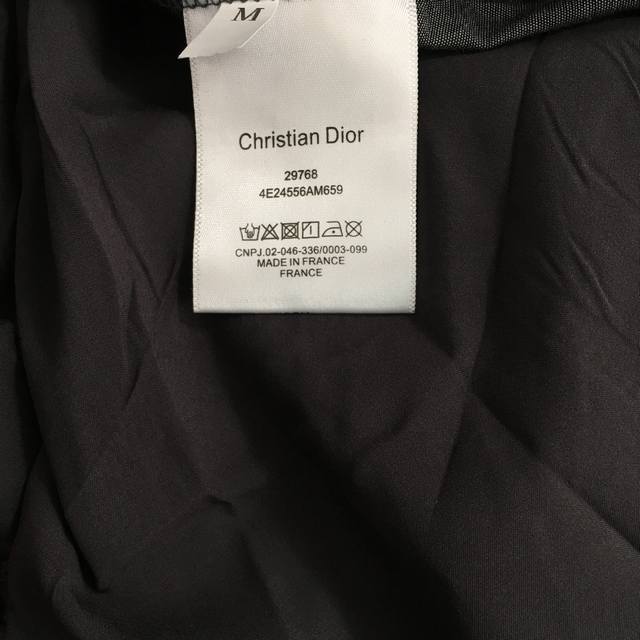 M
Christian Dior
29768
4E24556AM659
CNPJ.02-046-336/0003-099
MADE IN FRANCE
FRANCE